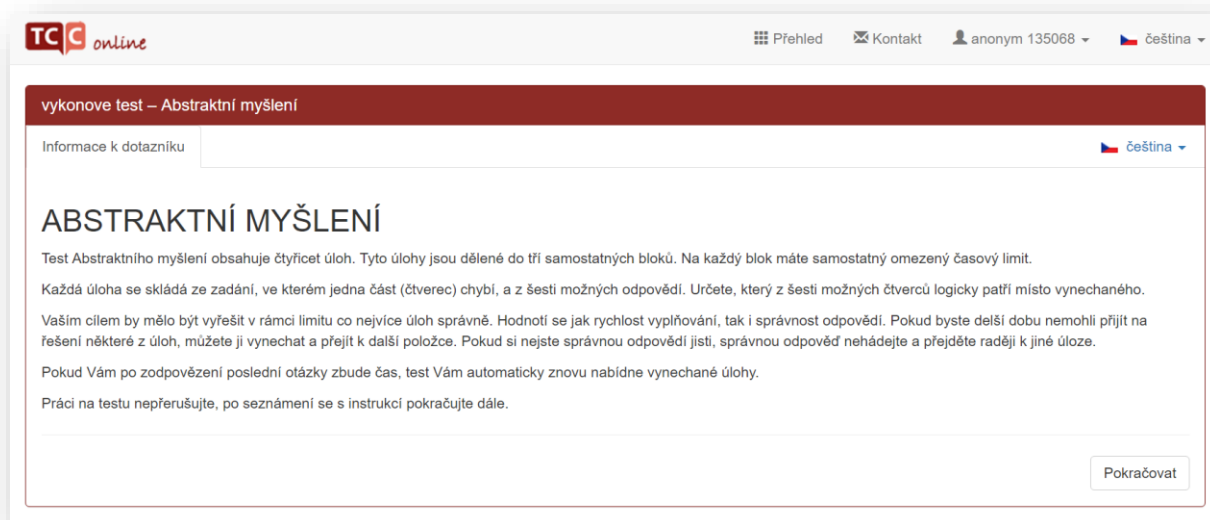 TCC online
Přehled
Kontakt
anonym 135068
čeština
vykonove test – Abstraktní myšlení
Informace k dotazníku
čeština
ABSTRAKTNÍ MYŠLENÍ
Test Abstraktního myšlení obsahuje čtyřicet úloh. Tyto úlohy jsou dělené do tří samostatných bloků. Na každý blok máte samostatný omezený časový limit.
Každá úloha se skládá ze zadání, ve kterém jedna část (čtverec) chybí, a z šesti možných odpovědí. Určete, který z šesti možných čtverců logicky patří místo vynechaného.
Vaším cílem by mělo být vyřešit v rámci limitu co nejvíce úloh správně. Hodnotí se jak rychlost vyplňování, tak i správnost odpovědí. Pokud byste delší dobu nemohli přijít na
řešení některé z úloh, můžete ji vynechat a přejít k další položce. Pokud si nejste správnou odpovědí jisti, správnou odpověď nehádejte a přejděte raději k jiné úloze.
Pokud Vám po zodpovězení poslední otázky zbude čas, test Vám automaticky znovu nabídne vynechané úlohy.
Práci na testu nepřerušujte, po seznámení se s instrukcí pokračujte dále.
Pokračovat